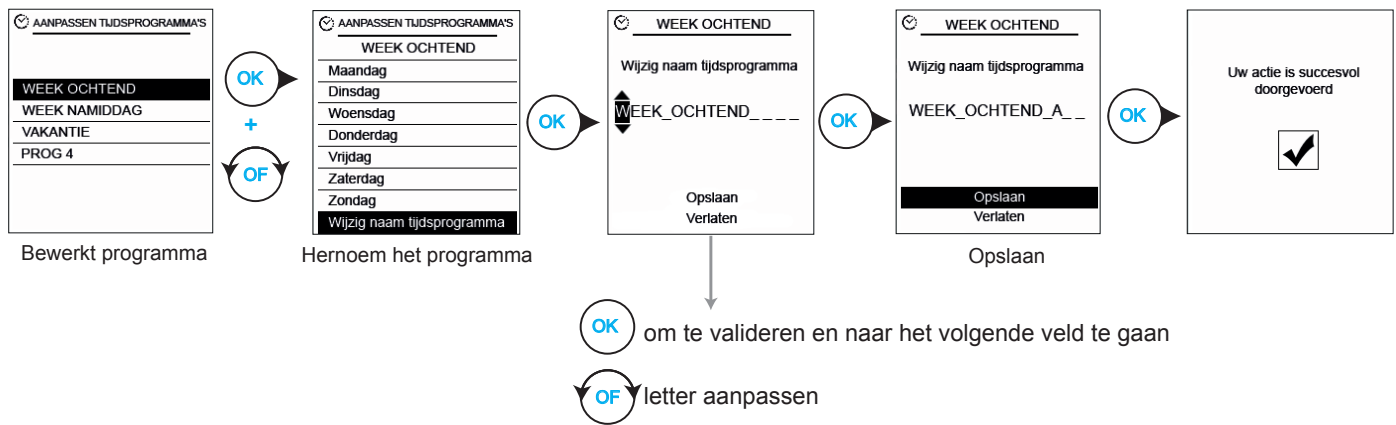 AANPASSEN TIJDSPROGRAMMA'S
WEEK OCHTEND
WEEK NAMIDDAG
VAKANTIE
PROG 4
Bewerkt programma
OK
+
OF
AANPASSEN TIJDSPROGRAMMA'S
WEEK OCHTEND
Maandag
Dinsdag
Woensdag
Donderdag
Vrijdag
Zaterdag
Zondag
Wijzig naam tijdsprogramma
Hernoem het programma
OK
WEEK OCHTEND
Wijzig naam tijdsprogramma
WEEK_OCHTEND_ _ _ _
Opslaan
Verlaten
OK
WEEK OCHTEND
Wijzig naam tijdsprogramma
WEEK_OCHTEND_A_ _
Opslaan
Verlaten
Opslaan
OK
Uw actie is succesvol
doorgevoerd
OK om te valideren en naar het volgende veld te gaan
OF letter aanpassen